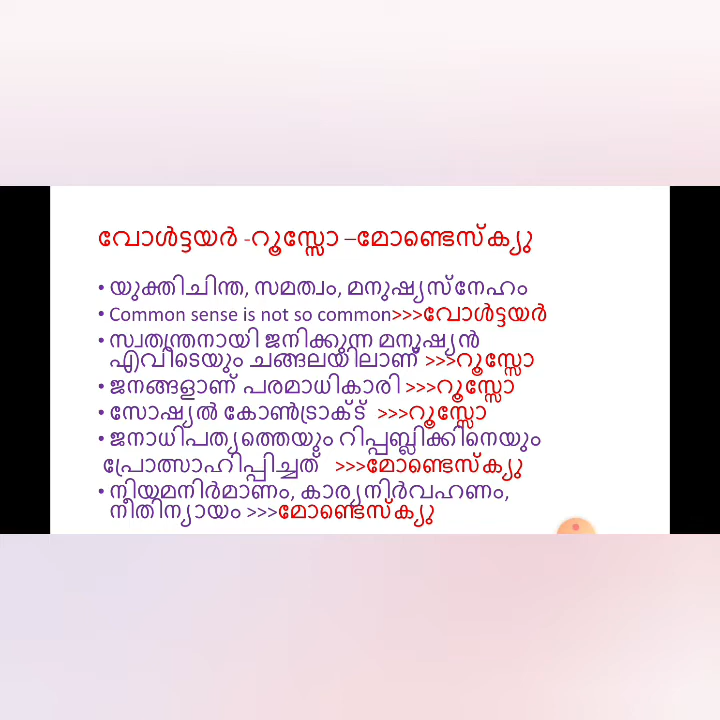 വോൾട്ടയർ -റൂസ്സോ –മോണ്ടെസ്ക്യു
• യുക്തിചിന്ത, സമത്വം, മനുഷ്യസ്നേഹം
• Common sense is not so common>>>വോൾട്ടയർ
• സ്വതന്ത്രനായി ജനിക്കുന്ന മനുഷ്യൻ
എവിടെയും ചങ്ങലയിലാണ് >>>റൂസ്സോ
• ജനങ്ങളാണ് പരമാധികാരി >>>റൂസ്സോ
• സോഷ്യൽ കോൺട്രാക്ട് >>>റൂസ്സോ
• ജനാധിപത്യത്തെയും റിപ്പബ്ലിക്കിനെയും
പ്രോത്സാഹിപ്പിച്ചത് >>>മോണ്ടെസ്ക്യു
• നിയമനിർമാണം, കാര്യനിർവഹണം,
നീതിന്യായം >>>മോണ്ടെസ്ക്യു